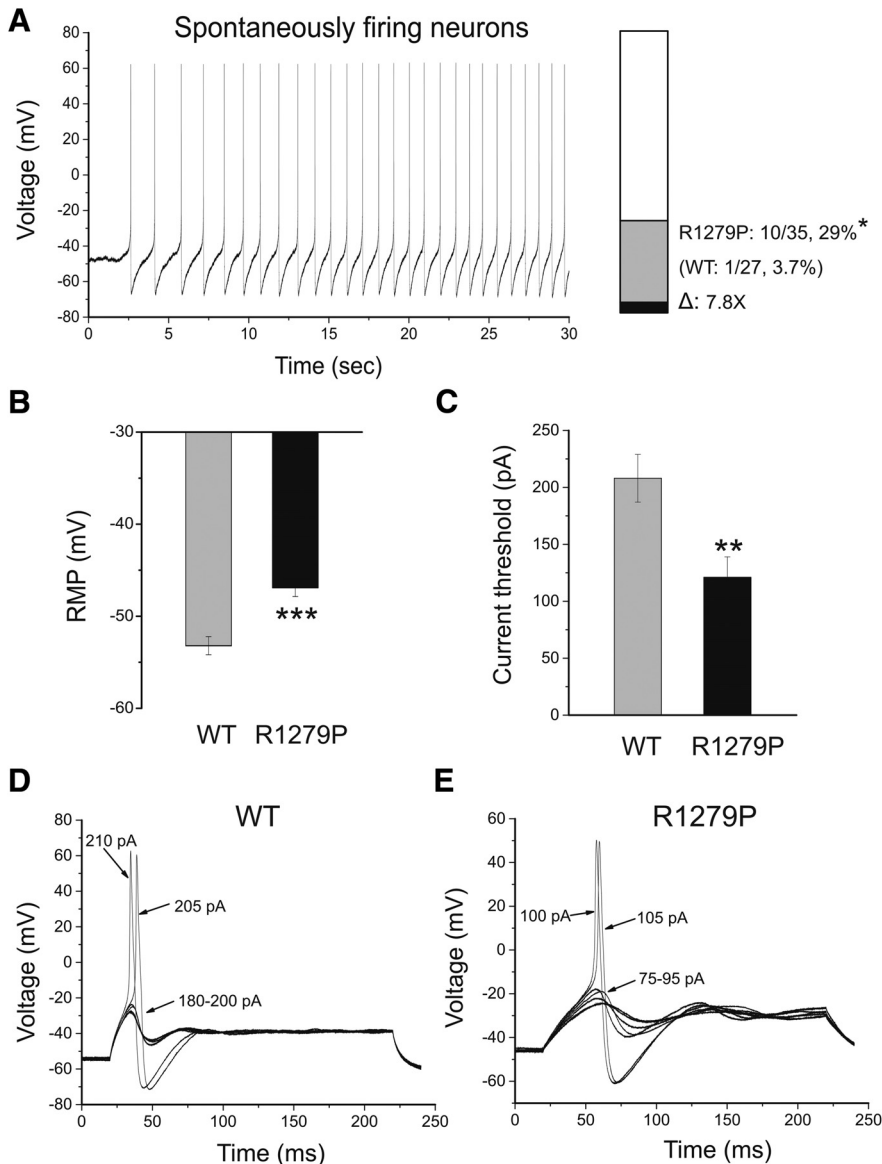 A
Spontaneously firing neurons
80
60
40
20
0
-20
-40
-60
-80
Voltage (mV)
0 5 10 15 20 25 30
Time (sec)
R1279P: 10/35, 29%*
(WT: 1/27, 3.7%)
Δ: 7.8X
B
-30
-40
-50
-60
RMP (mV)
***
WT R1279P
C
250
200
150
100
50
0
Current threshold (pA)
**
WT R1279P
D
WT
80
60
40
20
0
-20
-40
-60
-80
Voltage (mV)
210 pA
205 pA
180-200 pA
0 50 100 150 200 250
Time (ms)
E
R1279P
60
40
20
0
-20
-40
-60
Voltage (mV)
100 pA
105 pA
75-95 pA
0 50 100 150 200 250
Time (ms)